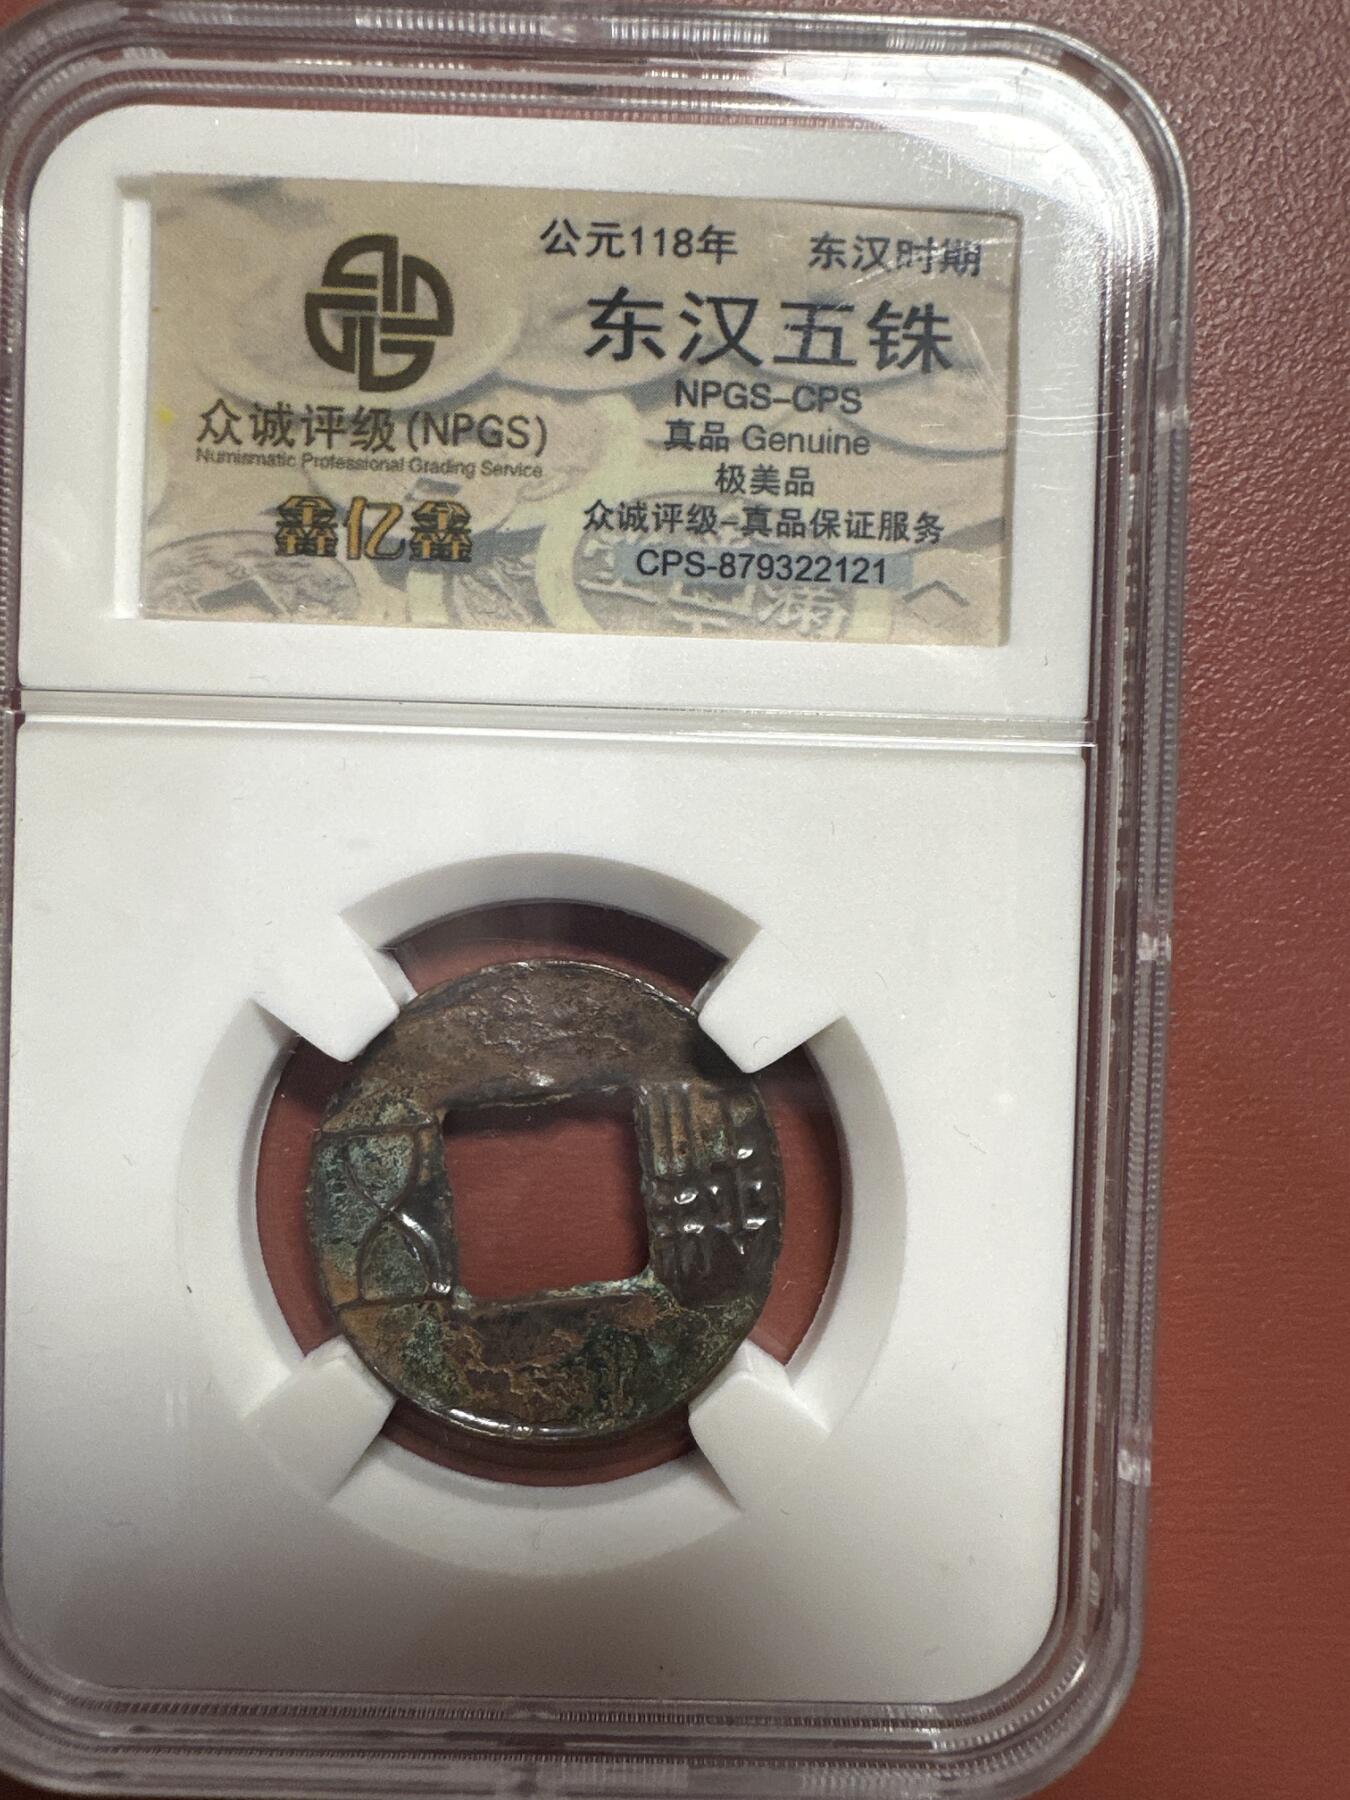 公元118年 东汉时期
东汉五铢
NPGS-CPS
真品 Genuine
极美品
众诚评级-真品保证服务
CPS-879322121
众诚评级(NPGS)
Numismatic Professional Grading Service
鑫亿鑫
五 銖